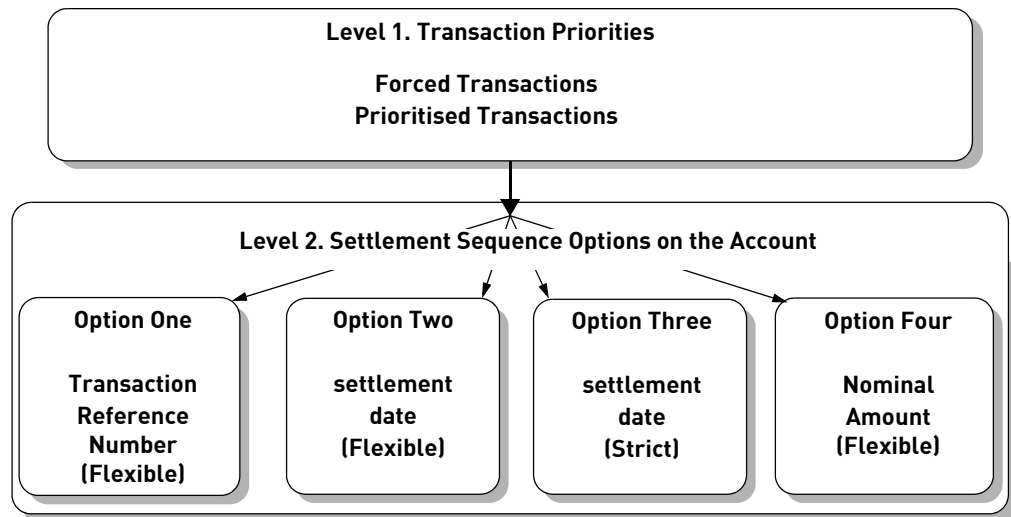 Level 1. Transaction Priorities
Forced Transactions
Prioritised Transactions
Level 2. Settlement Sequence Options on the Account
Option One
Transaction
Reference
Number
(Flexible)
Option Two
settlement
date
(Flexible)
Option Three
settlement
date
(Strict)
Option Four
Nominal
Amount
(Flexible)